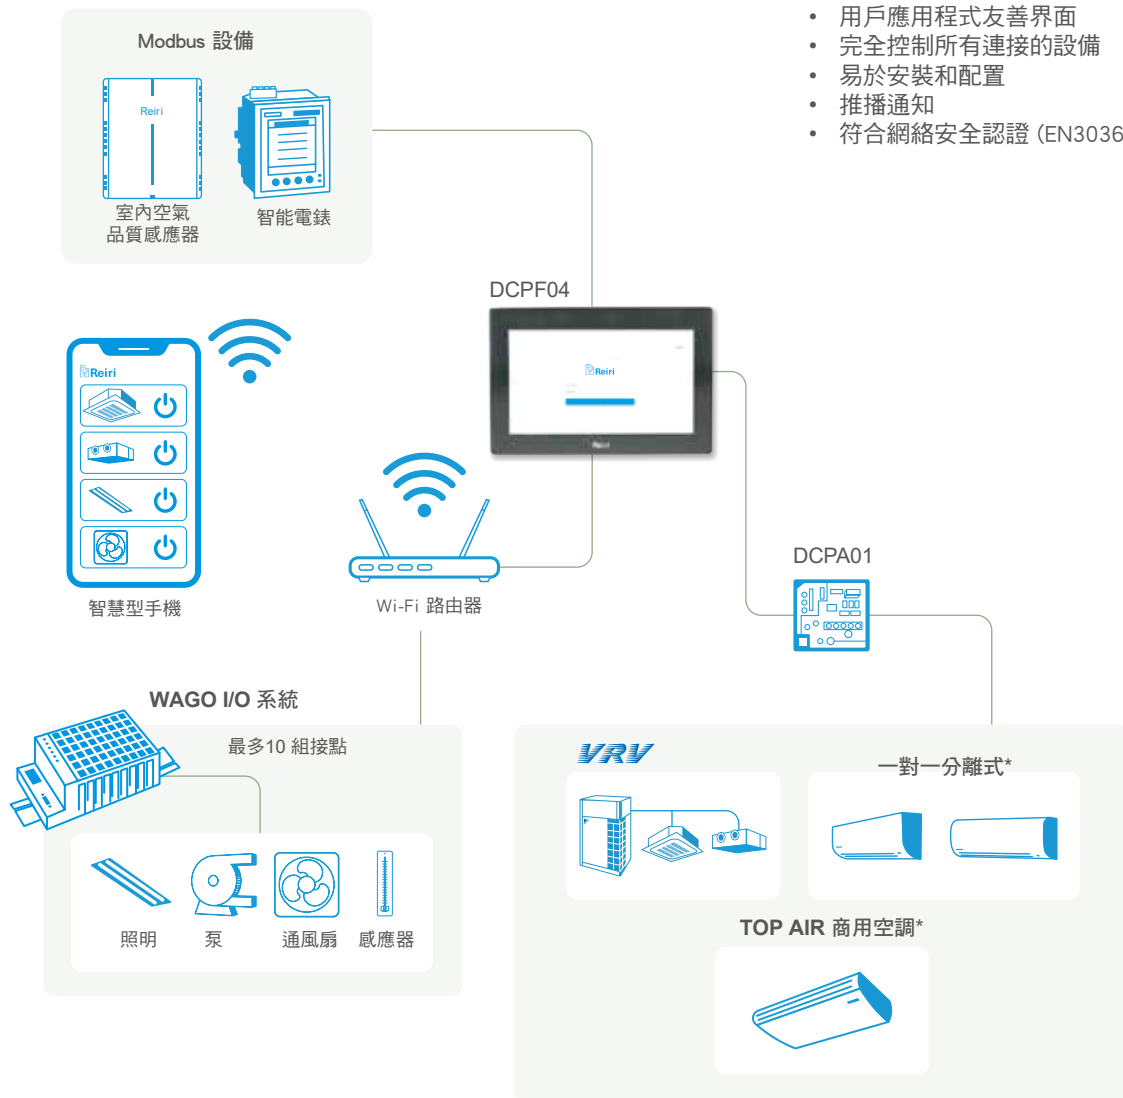 • 用戶應用程式友善界面
• 完全控制所有連接的設備
• 易於安裝和配置
• 推播通知
• 符合網絡安全認證 (EN3036
Modbus 設備
Reiri
室內空氣
品質感應器
智能電錶
DCPF04
Reiri
Reiri
Reiri
智慧型手機
Wi-Fi 路由器
DCPA01
WAGO I/O 系統
最多10 組接點
照明
泵
通風扇
感應器
VRV
一對一分離式*
TOP AIR 商用空調*